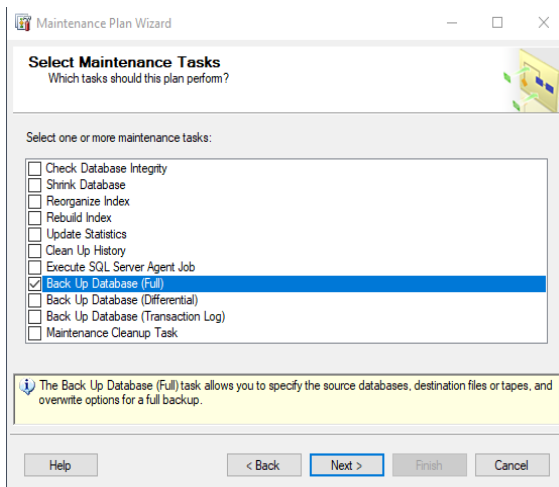 Maintenance Plan Wizard
Select Maintenance Tasks
Which tasks should this plan perform?
Select one or more maintenance tasks:
Check Database Integrity
Shrink Database
Reorganize Index
Rebuild Index
Update Statistics
Clean Up History
Execute SQL Server Agent Job
Back Up Database (Full)
Back Up Database (Differential)
Back Up Database (Transaction Log)
Maintenance Cleanup Task
The Back Up Database (Full) task allows you to specify the source databases, destination files or tapes, and
overwrite options for a full backup.
Help < Back Next > Finish Cancel